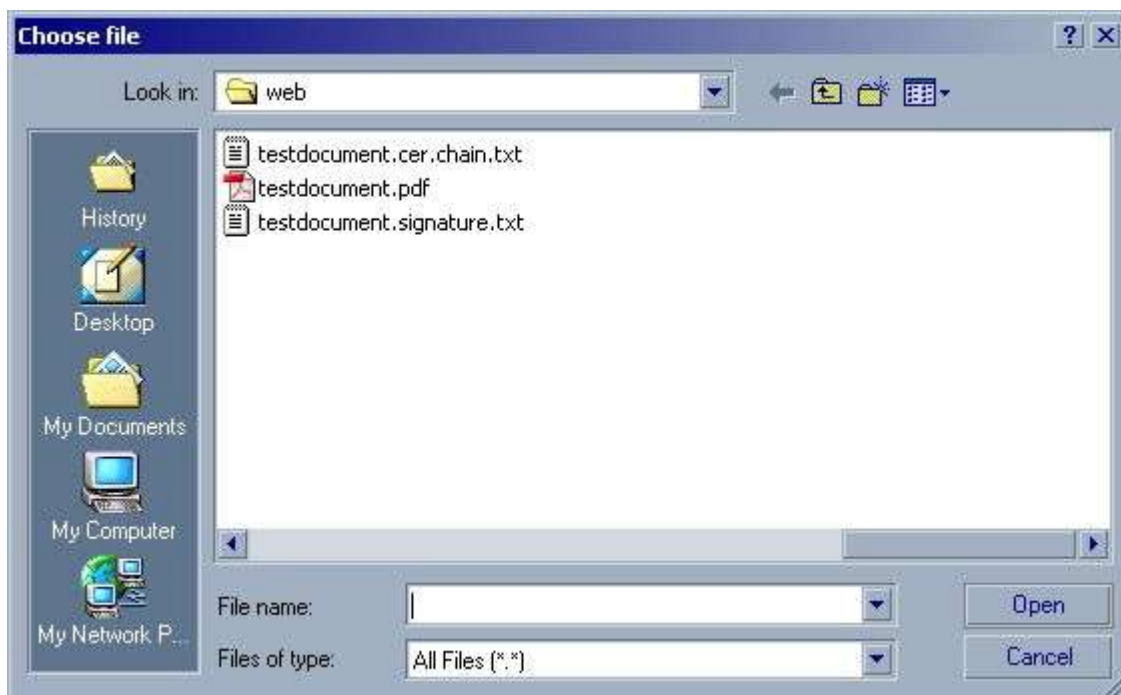 Choose file
Look in: web
testdocument.cer.chain.txt
testdocument.pdf
testdocument.signature.txt
History
Desktop
My Documents
My Computer
My Network P...
File name:
Open
Files of type: All Files (*.*)
Cancel